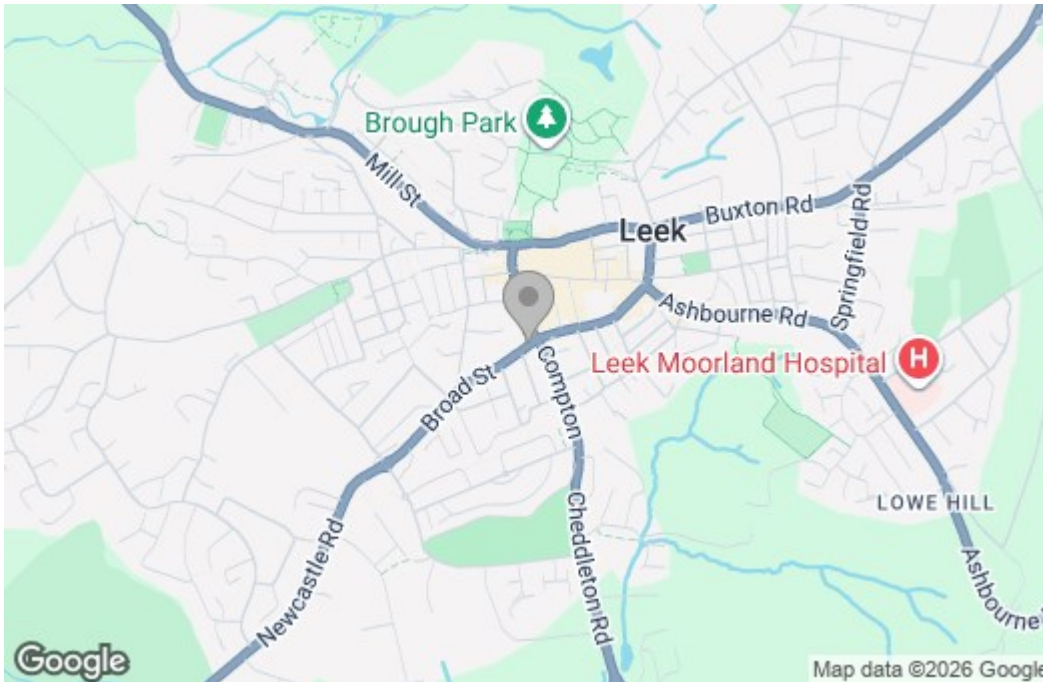 Brough Park
Mill St
Leek
Buxton Rd
Springfield Rd
Ashbourne Rd
Leek Moorland Hospital
H
Broad St
Compton
Cheddleton Rd
LOWE HILL
Newcastle Rd
Ashbourne
Google
Map data ©2026 Google